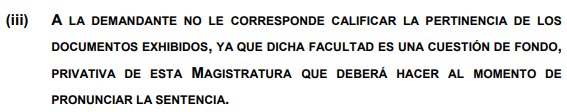 (iii) A LA DEMANDANTE NO LE CORRESPONDE CALIFICAR LA PERTINENCIA DE LOS
DOCUMENTOS EXHIBIDOS, YA QUE DICHA FACULTAD ES UNA CUESTIÓN DE FONDO,
PRIVATIVA DE ESTA MAGISTRATURA QUE DEBERÁ HACER AL MOMENTO DE
PRONUNCIAR LA SENTENCIA.